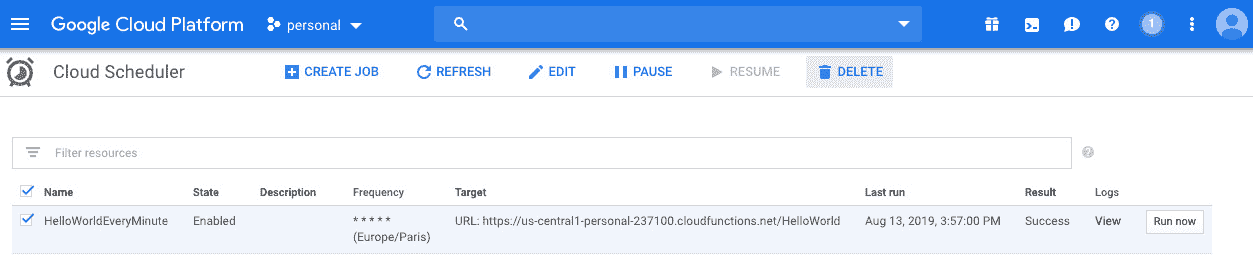 Google Cloud Platform personal 1
Cloud Scheduler CREATE JOB REFRESH EDIT PAUSE RESUME DELETE
Filter resources
Name State Description Frequency Target Last run Result Logs
HelloWorldEveryMinute Enabled * * * * * URL: https://us-central1-personal-237100.cloudfunctions.net/HelloWorld Aug 13, 2019, 3:57:00 PM Success View Run now
(Europe/Paris)